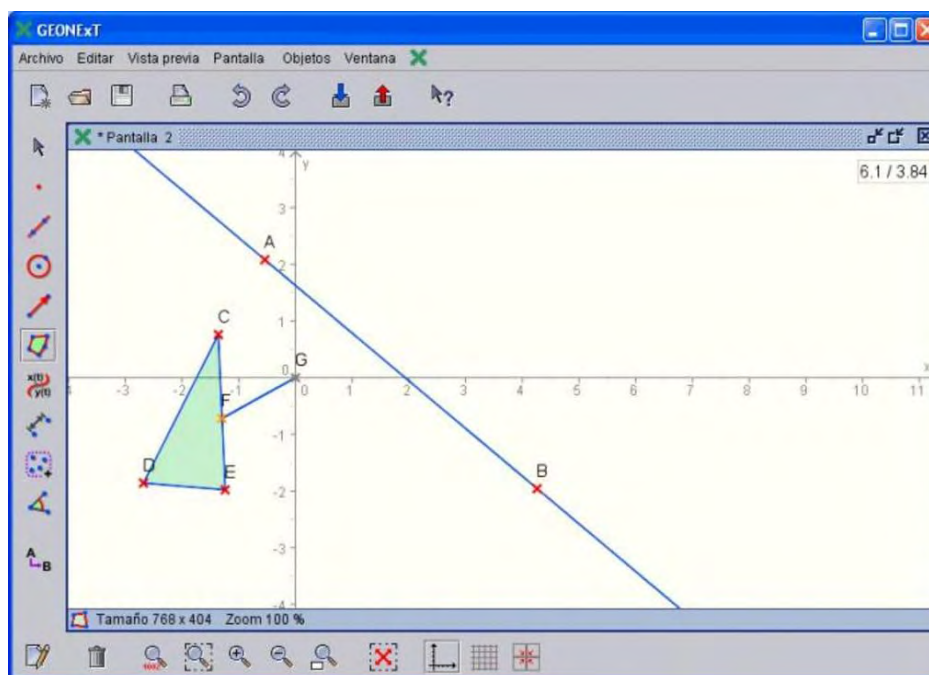 GEONExT
Archivo Editar Vista previa Pantalla Objetos Ventana
* Pantalla 2
4 y
6.1 / 3.84
3
A
2
C
1
0 G x
4 -3 -2 -1 0 1 2 3 4 5 6 7 8 9 10 11
F
-1
D E B
-2
-3
-4
x(t)
y(t)
A
B
Tamaño 768 x 404 Zoom 100 %